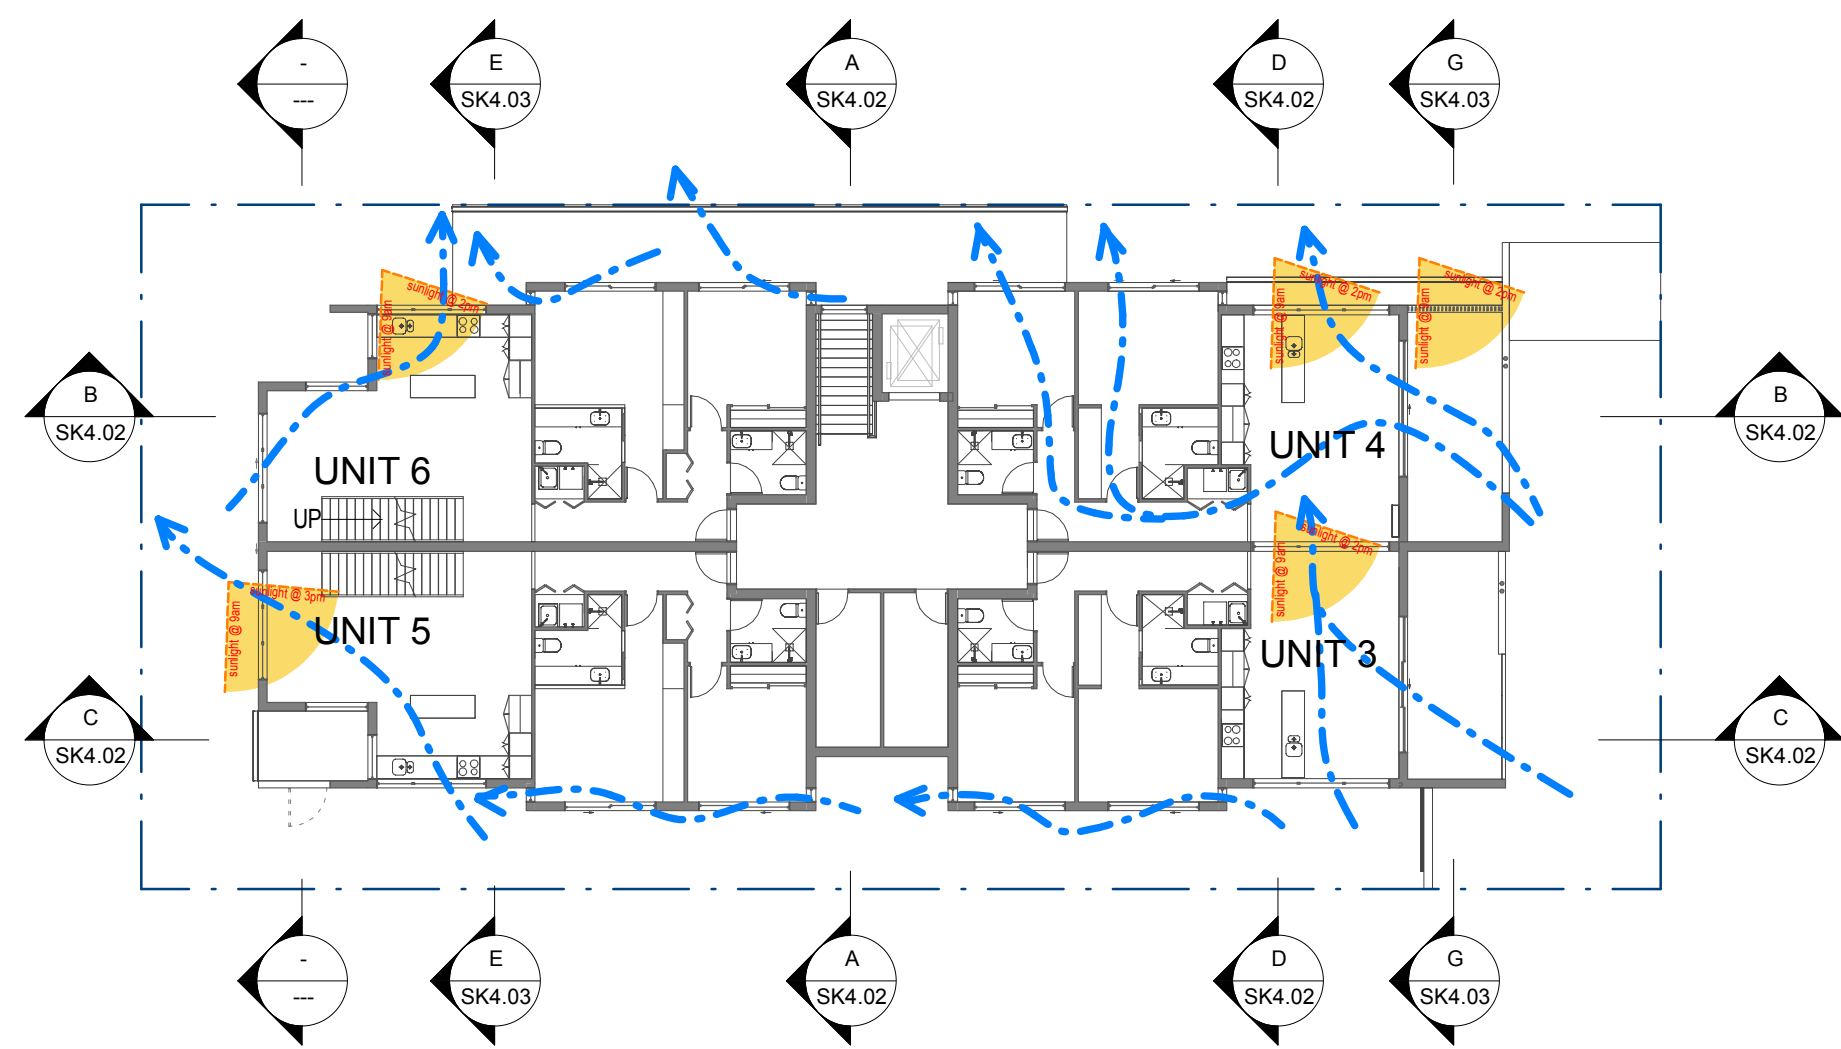 -
---
E
SK4.03
A
SK4.02
D
SK4.02
G
SK4.03
sunlight @ 2pm
sunlight @ 9am
sunlight @ 2pm
sunlight @ 9am
sunlight @ 2pm
sunlight @ 9am
B
SK4.02
B
SK4.02
UNIT 6
UNIT 4
UP
sunlight @ 2pm
sunlight @ 9am
sunlight @ 3pm
sunlight @ 9am
UNIT 5
UNIT 3
C
SK4.02
C
SK4.02
-
---
E
SK4.03
A
SK4.02
D
SK4.02
G
SK4.03